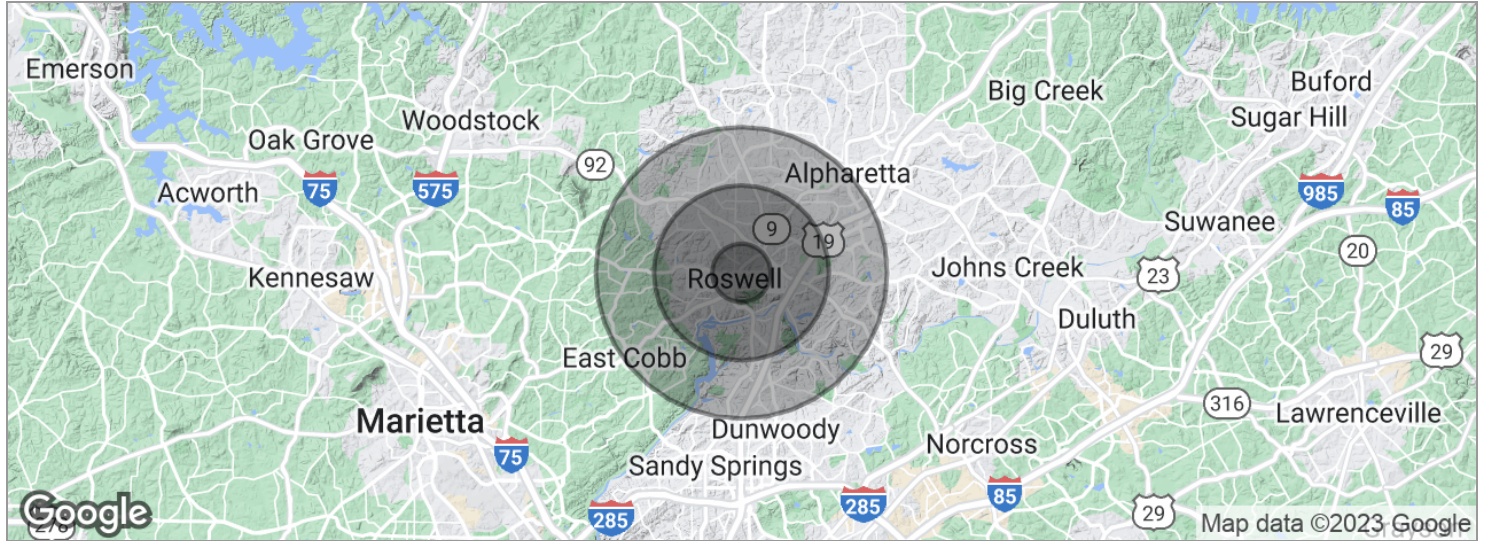 Emerson
Big Creek
Buford
Sugar Hill
Woodstock
Oak Grove
92
Alpharetta
Acworth
75
575
985
85
Suwanee
9
19
20
Kennesaw
Roswell
Johns Creek
23
Duluth
East Cobb
29
316
Lawrenceville
Marietta
Dunwoody
Norcross
75
Sandy Springs
285
285
85
29
Google
278
Map data ©2023 Google